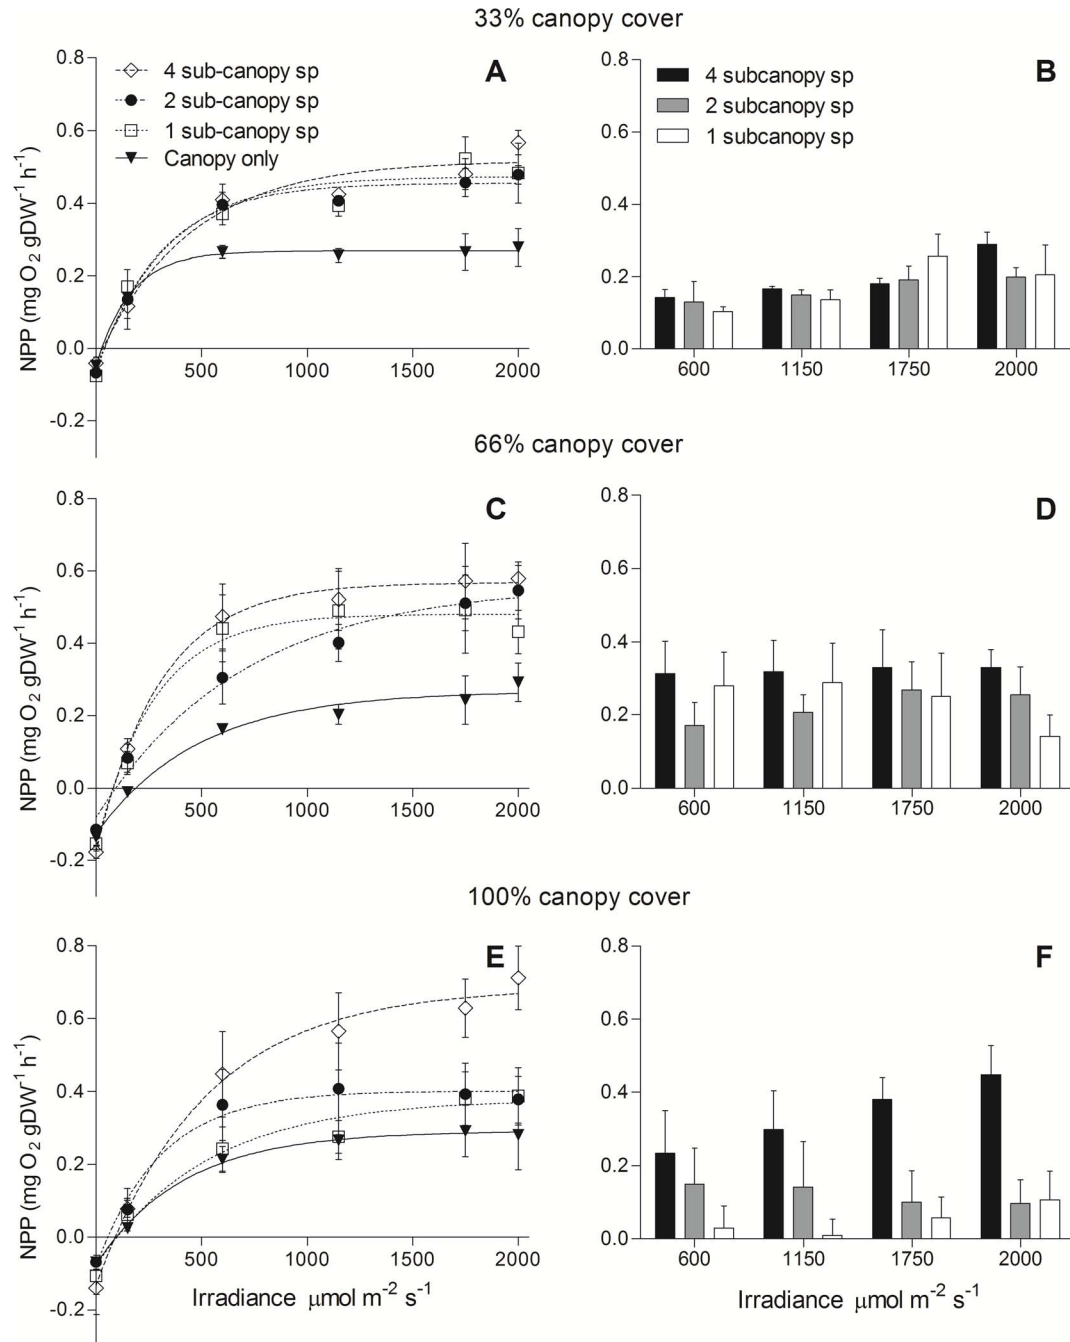 33% canopy cover
0.8
0.6
0.4
0.2
0.0
-0.2
NPP (mg O2 gDW-1 h-1)
4 sub-canopy sp
2 sub-canopy sp
1 sub-canopy sp
Canopy only
A
500 1000 1500 2000
0.8
0.6
0.4
0.2
0.0
4 subcanopy sp
2 subcanopy sp
1 subcanopy sp
B
600 1150 1750 2000
66% canopy cover
0.8
0.6
0.4
0.2
0.0
-0.2
NPP (mg O2 gDW-1 h-1)
C
500 1000 1500 2000
0.8
0.6
0.4
0.2
0.0
D
600 1150 1750 2000
100% canopy cover
0.8
0.6
0.4
0.2
0.0
-0.2
NPP (mg O2 gDW-1 h-1)
E
500 1000 1500 2000
Irradiance μmol m-2 s-1
0.8
0.6
0.4
0.2
0.0
F
600 1150 1750 2000
Irradiance μmol m-2 s-1